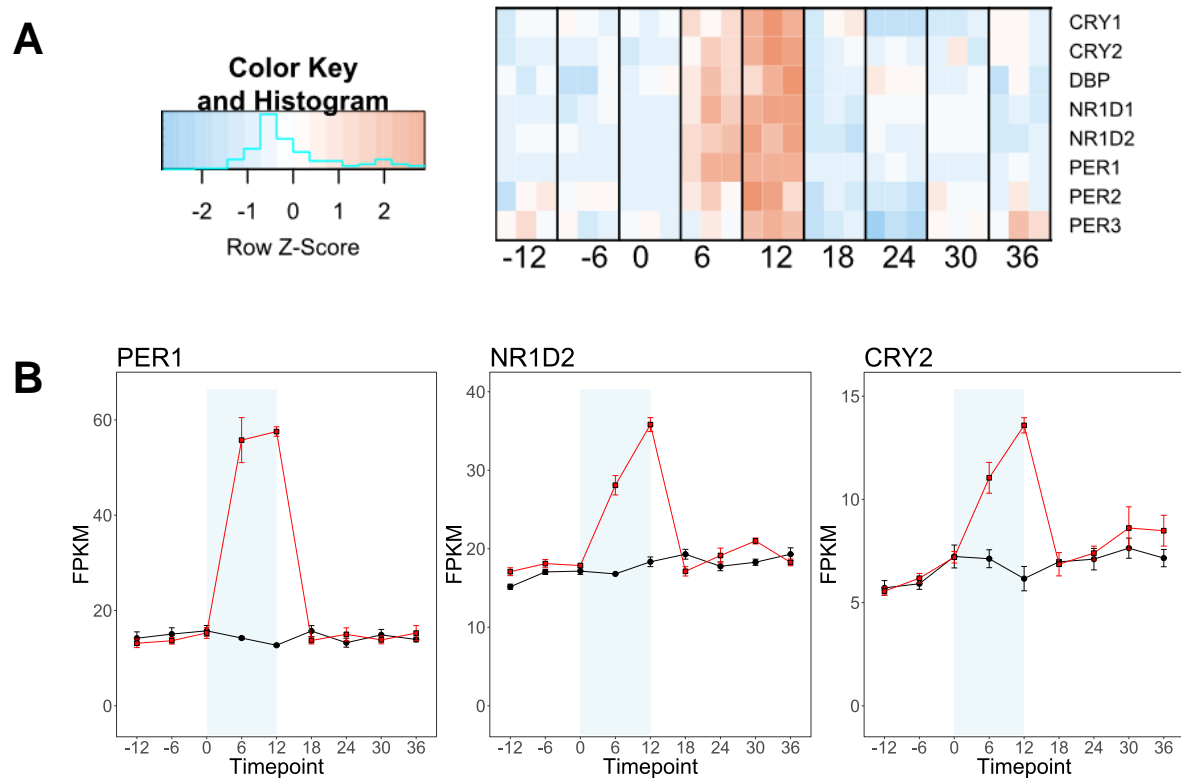 A
Color Key
and Histogram
-2 -1 0 1 2
Row Z-Score
CRY1
CRY2
DBP
NR1D1
NR1D2
PER1
PER2
PER3
-12 -6 0 6 12 18 24 30 36
B
PER1
FPKM
60
40
20
0
-12 -6 0 6 12 18 24 30 36
Timepoint
NR1D2
FPKM
40
30
20
10
0
-12 -6 0 6 12 18 24 30 36
Timepoint
CRY2
FPKM
15
10
5
0
-12 -6 0 6 12 18 24 30 36
Timepoint